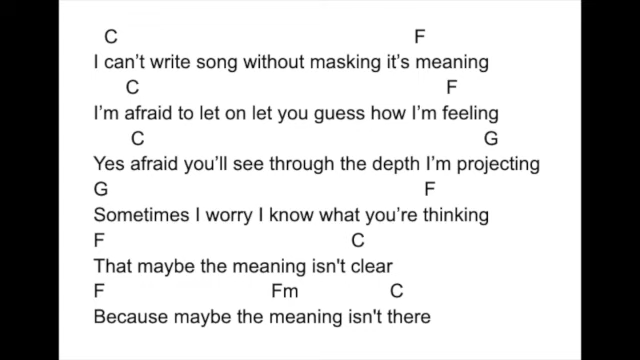 C F
I can't write song without masking it's meaning
C F
I'm afraid to let on let you guess how I'm feeling
C G
Yes afraid you'll see through the depth I'm projecting
G F
Sometimes I worry I know what you're thinking
F C
That maybe the meaning isn't clear
F Fm C
Because maybe the meaning isn't there